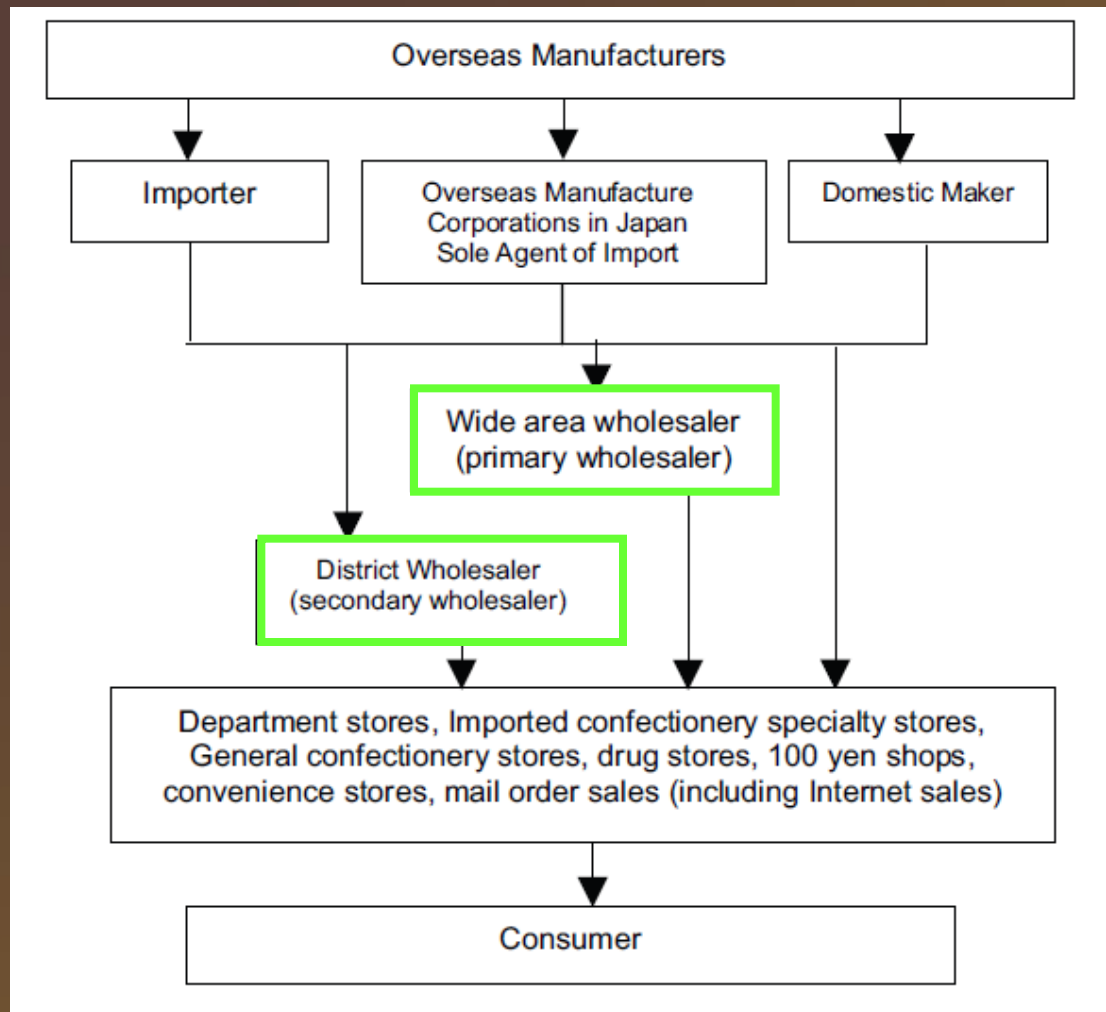 Overseas Manufacturers
Importer
Overseas Manufacture
Corporations in Japan
Sole Agent of Import
Domestic Maker
Wide area wholesaler
(primary wholesaler)
District Wholesaler
(secondary wholesaler)
Department stores, Imported confectionery specialty stores,
General confectionery stores, drug stores, 100 yen shops,
convenience stores, mail order sales (including Internet sales)
Consumer